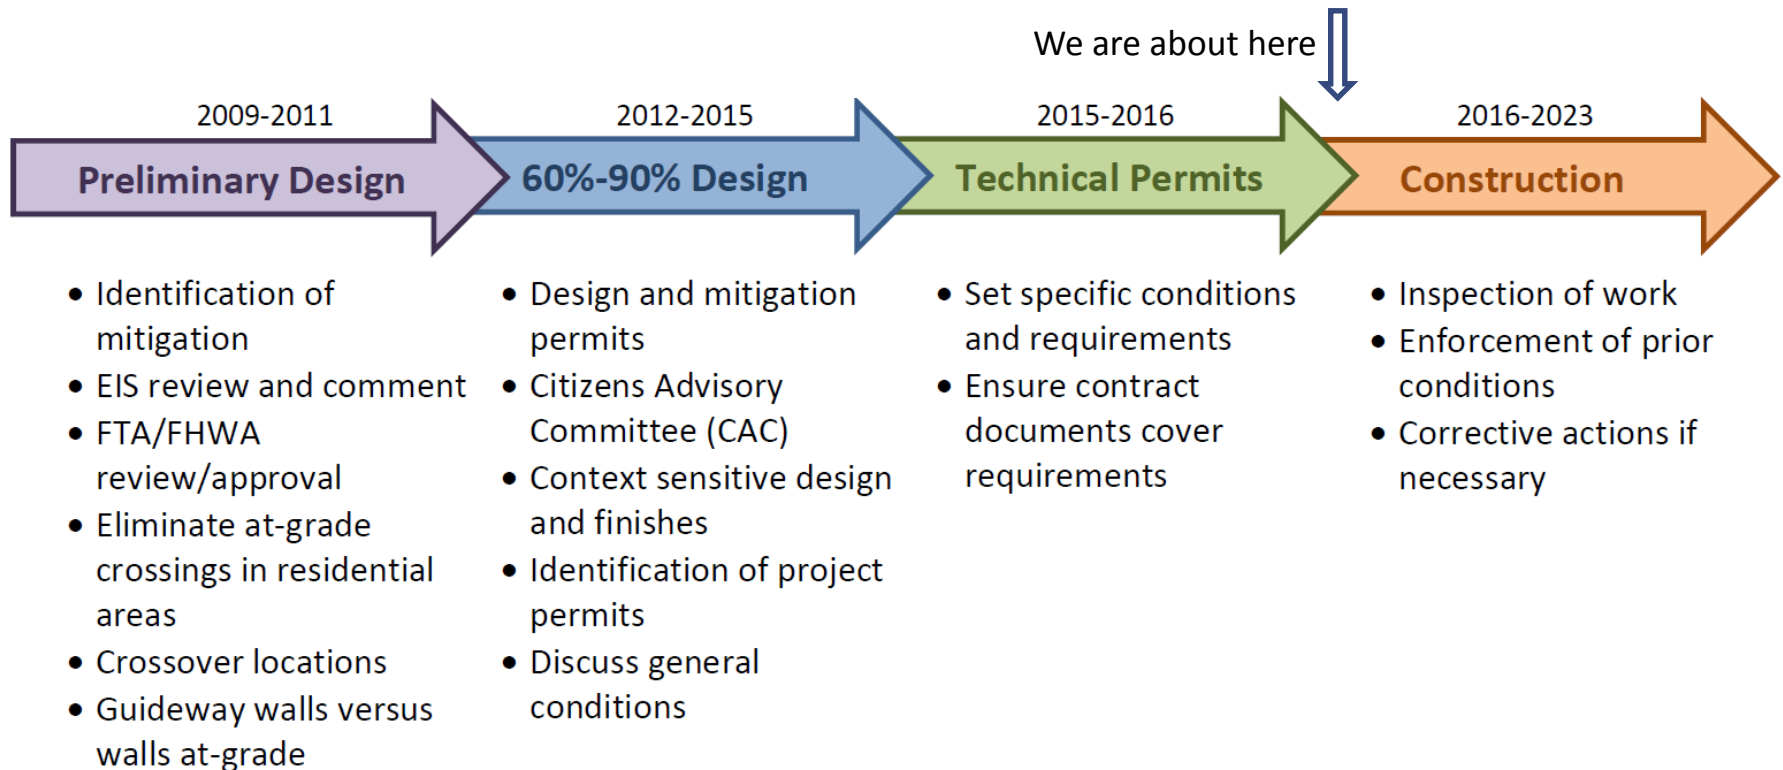 We are about here
2009-2011
2012-2015
2015-2016
2016-2023
Preliminary Design
60%-90% Design
Technical Permits
Construction
• Identification of
mitigation
• EIS review and comment
• FTA/FHWA
review/approval
• Eliminate at-grade
crossings in residential
areas
• Crossover locations
• Guideway walls versus
walls at-grade
• Design and mitigation
permits
• Citizens Advisory
Committee (CAC)
• Context sensitive design
and finishes
• Identification of project
permits
• Discuss general
conditions
• Set specific conditions
and requirements
• Ensure contract
documents cover
requirements
• Inspection of work
• Enforcement of prior
conditions
• Corrective actions if
necessary